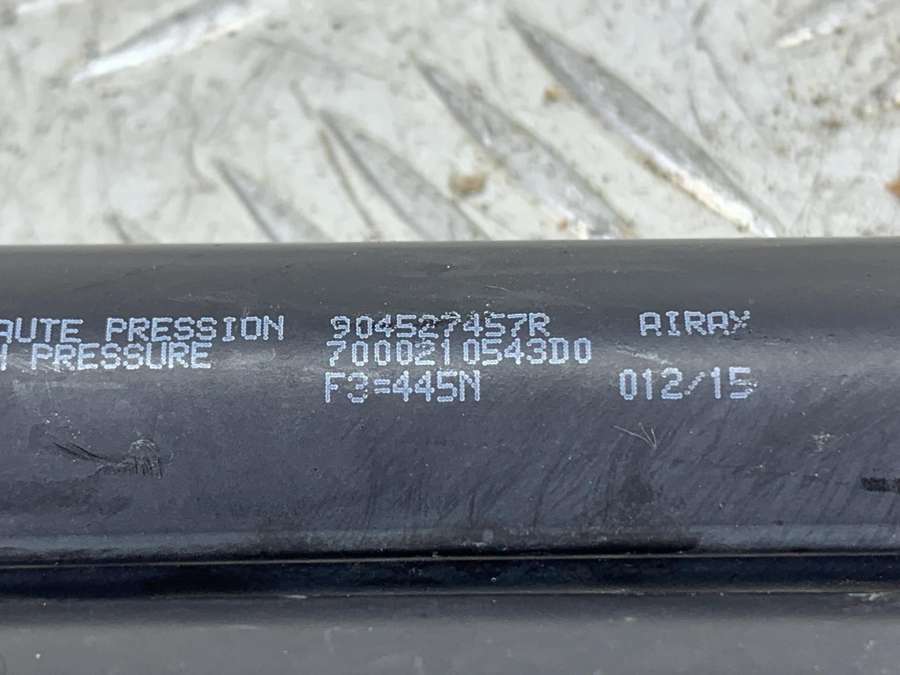 AUTE PRESSION 904527457R AIRAX
H PRESSURE 7000210543D0
F3=445N 012/15